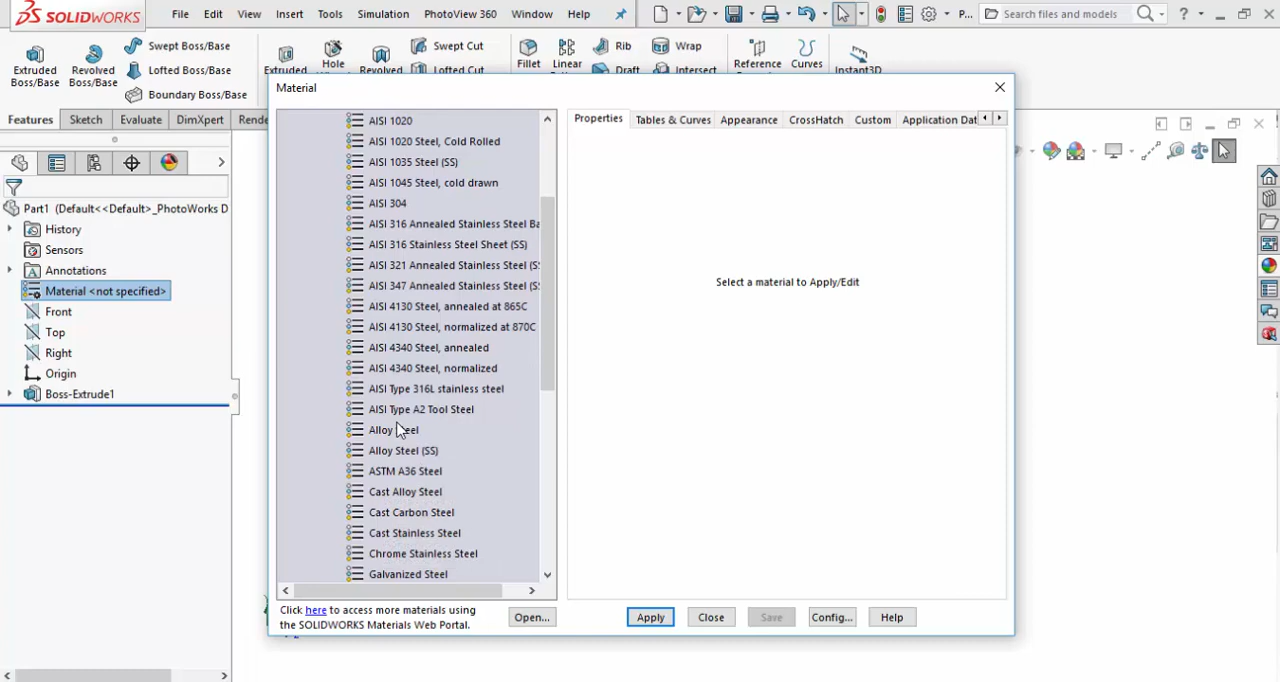 SOLIDWORKS File Edit View Insert Tools Simulation PhotoView 360 Window Help P... Search files and models
Extruded Boss/Base
Revolved Boss/Base
Swept Boss/Base
Lofted Boss/Base
Boundary Boss/Base
Extruded
Hole
Revolved
Swept Cut
Lofted Cut
Fillet
Linear
Rib
Draft
Wrap
Intersect
Reference
Curves
Instant3D
Features Sketch Evaluate DimXpert Rende
Part1 (Default<<Default>_PhotoWorks D
History
Sensors
Annotations
Material <not specified>
Front
Top
Right
Origin
Boss-Extrude1
Material
AISI 1020
AISI 1020 Steel, Cold Rolled
AISI 1035 Steel (SS)
AISI 1045 Steel, cold drawn
AISI 304
AISI 316 Annealed Stainless Steel Ba
AISI 316 Stainless Steel Sheet (SS)
AISI 321 Annealed Stainless Steel (S
AISI 347 Annealed Stainless Steel (S
AISI 4130 Steel, annealed at 865C
AISI 4130 Steel, normalized at 870C
AISI 4340 Steel, annealed
AISI 4340 Steel, normalized
AISI Type 316L stainless steel
AISI Type A2 Tool Steel
Alloy Steel
Alloy Steel (SS)
ASTM A36 Steel
Cast Alloy Steel
Cast Carbon Steel
Cast Stainless Steel
Chrome Stainless Steel
Galvanized Steel
Click here to access more materials using
the SOLIDWORKS Materials Web Portal.
Open...
Properties Tables & Curves Appearance CrossHatch Custom Application Dat
Select a material to Apply/Edit
Apply Close Save Config... Help